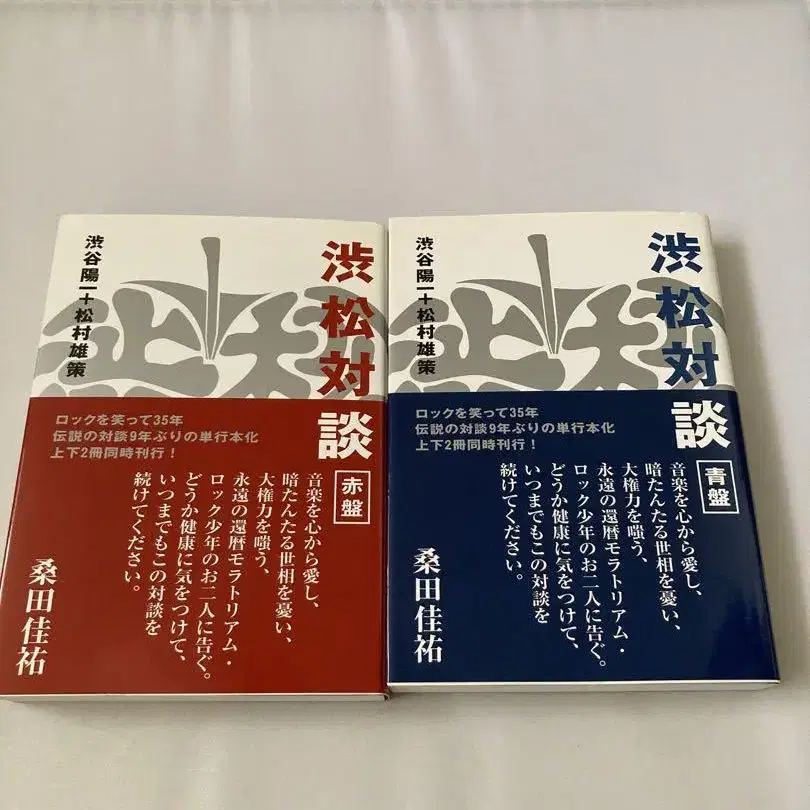 渋松対談
赤盤
渋谷陽一＋松村雄策
ロックを笑って35年
伝説の対談9年ぶりの単行本化
上下2冊同時刊行！
音楽を心から愛し、
暗たんたる世相を憂い、
大権力を嗤う、
永遠の還暦モラトリアム・
ロック少年のお二人に告ぐ。
どうか健康に気をつけて、
いつまでもこの対談を
続けてください。
桑田佳祐
渋松対談
青盤
渋谷陽一＋松村雄策
ロックを笑って35年
伝説の対談9年ぶりの単行本化
上下2冊同時刊行！
音楽を心から愛し、
暗たんたる世相を憂い、
大権力を嗤う、
永遠の還暦モラトリアム・
ロック少年のお二人に告ぐ。
どうか健康に気をつけて、
いつまでもこの対談を
続けてください。
桑田佳祐